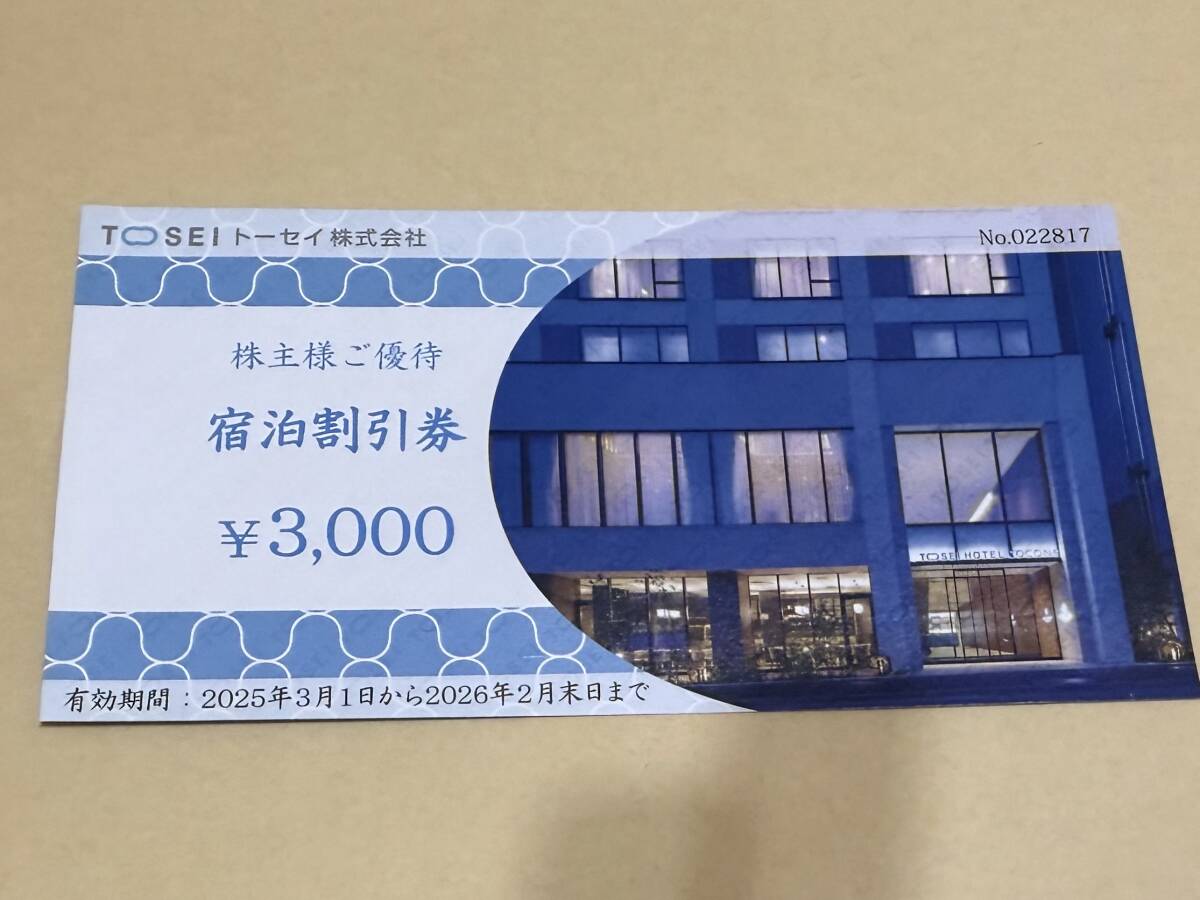 TOSEI トーセイ 株式会社
No.022817
株主様ご優待
宿泊割引券
¥3,000
TOSEI HOTEL COCONE
有効期間：2025年3月1日から2026年2月末日まで